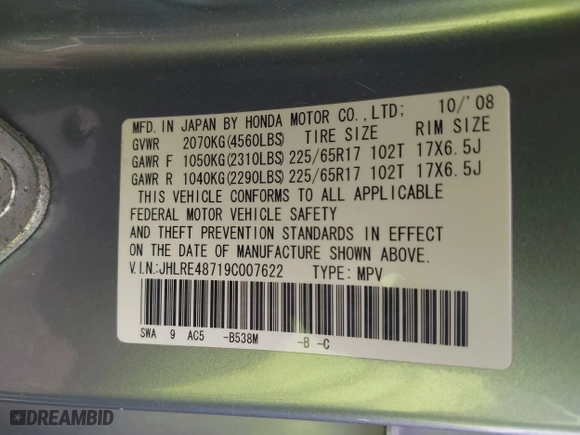 MFD. IN JAPAN BY HONDA MOTOR CO., LTD; 10/'08
GVWR 2070KG(4560LBS) TIRE SIZE RIM SIZE
GAWR F 1050KG(2310LBS) 225/65R17 102T 17X6.5J
GAWR R 1040KG(2290LBS) 225/65R17 102T 17X6.5J
THIS VEHICLE CONFORMS TO ALL APPLICABLE
FEDERAL MOTOR VEHICLE SAFETY
AND THEFT PREVENTION STANDARDS IN EFFECT
ON THE DATE OF MANUFACTURE SHOWN ABOVE.
V.I.N.:JHLRE48719C007622 TYPE: MPV
SWA 9 AC5 -B538M -B -C
DREAMBID